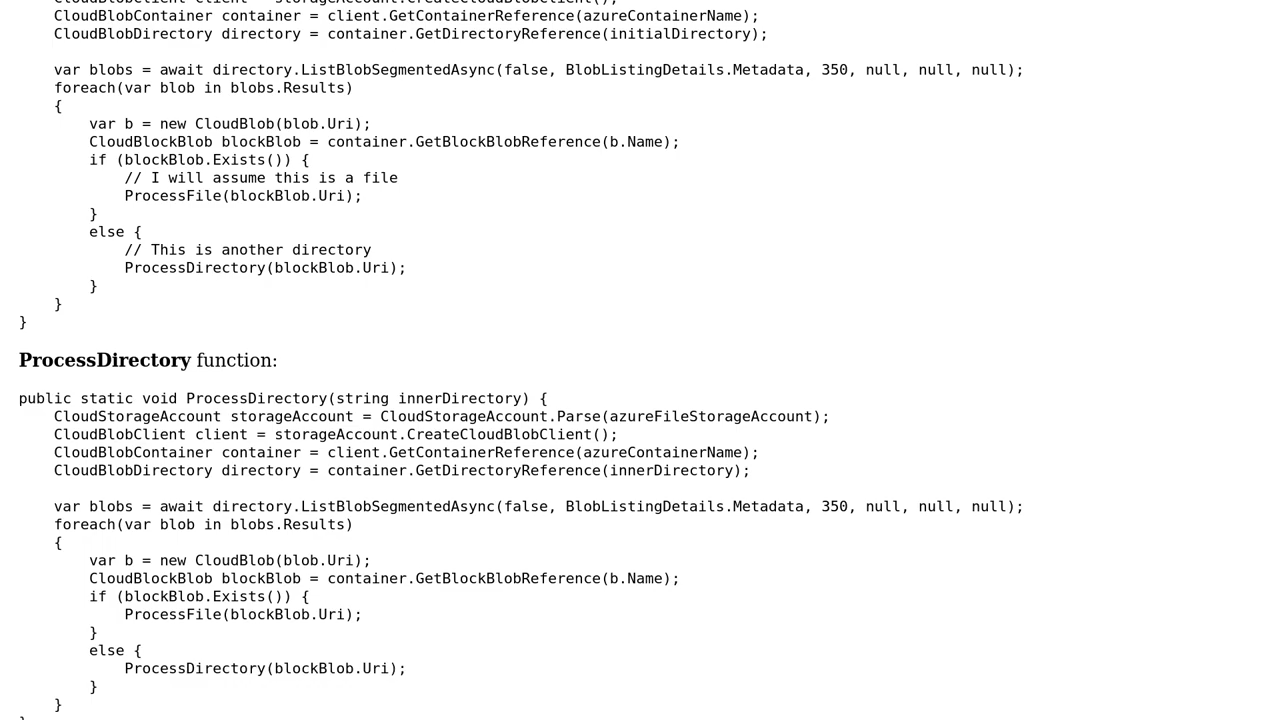 CloudBlobClient client = storageAccount.CreateCloudBlobClient();
    CloudBlobContainer container = client.GetContainerReference(azureContainerName);
    CloudBlobDirectory directory = container.GetDirectoryReference(initialDirectory);

    var blobs = await directory.ListBlobSegmentedAsync(false, BlobListingDetails.Metadata, 350, null, null, null);
    foreach(var blob in blobs.Results)
    {
        var b = new CloudBlob(blob.Uri);
        CloudBlockBlob blockBlob = container.GetBlockBlobReference(b.Name);
        if (blockBlob.Exists()) {
            // I will assume this is a file
            ProcessFile(blockBlob.Uri);
        }
        else {
            // This is another directory
            ProcessDirectory(blockBlob.Uri);
        }
    }
}
ProcessDirectory function:
public static void ProcessDirectory(string innerDirectory) {
    CloudStorageAccount storageAccount = CloudStorageAccount.Parse(azureFileStorageAccount);
    CloudBlobClient client = storageAccount.CreateCloudBlobClient();
    CloudBlobContainer container = client.GetContainerReference(azureContainerName);
    CloudBlobDirectory directory = container.GetDirectoryReference(innerDirectory);

    var blobs = await directory.ListBlobSegmentedAsync(false, BlobListingDetails.Metadata, 350, null, null, null);
    foreach(var blob in blobs.Results)
    {
        var b = new CloudBlob(blob.Uri);
        CloudBlockBlob blockBlob = container.GetBlockBlobReference(b.Name);
        if (blockBlob.Exists()) {
            ProcessFile(blockBlob.Uri);
        }
        else {
            ProcessDirectory(blockBlob.Uri);
        }
    }
}